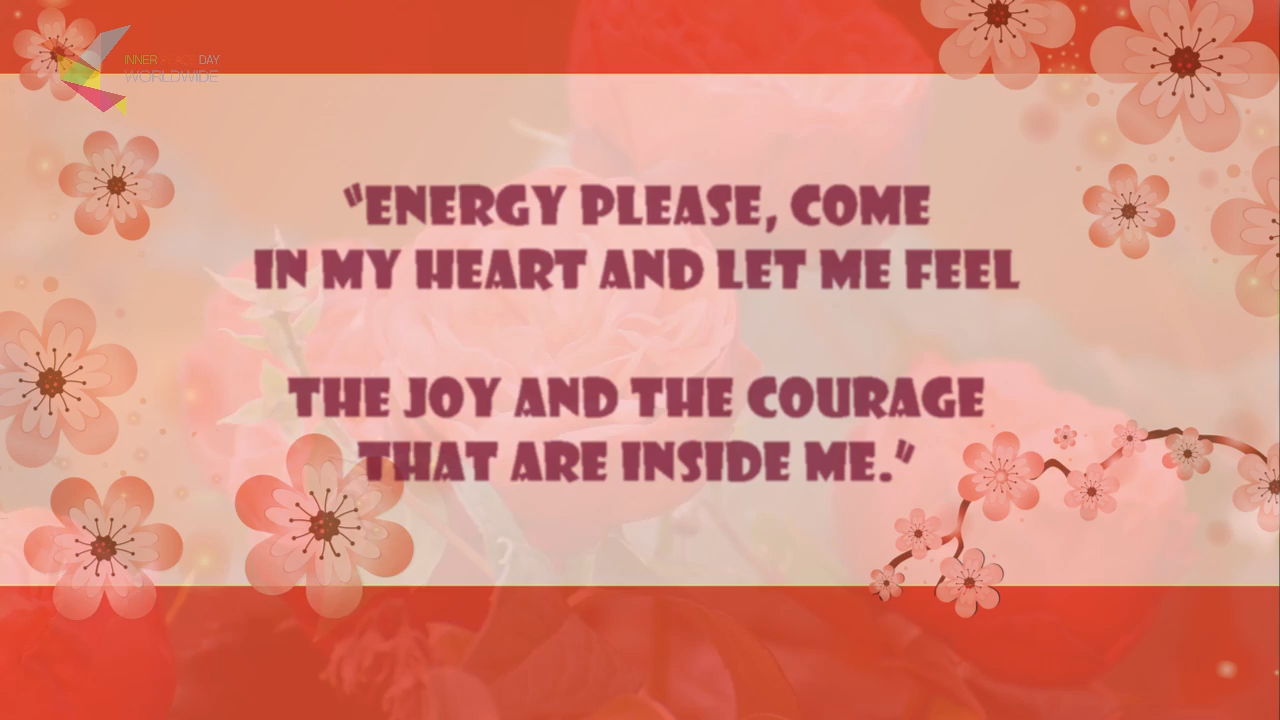 INNER PEACE DAY
WORLDWIDE
"ENERGY PLEASE, COME
IN MY HEART AND LET ME FEEL
THE JOY AND THE COURAGE
THAT ARE INSIDE ME."